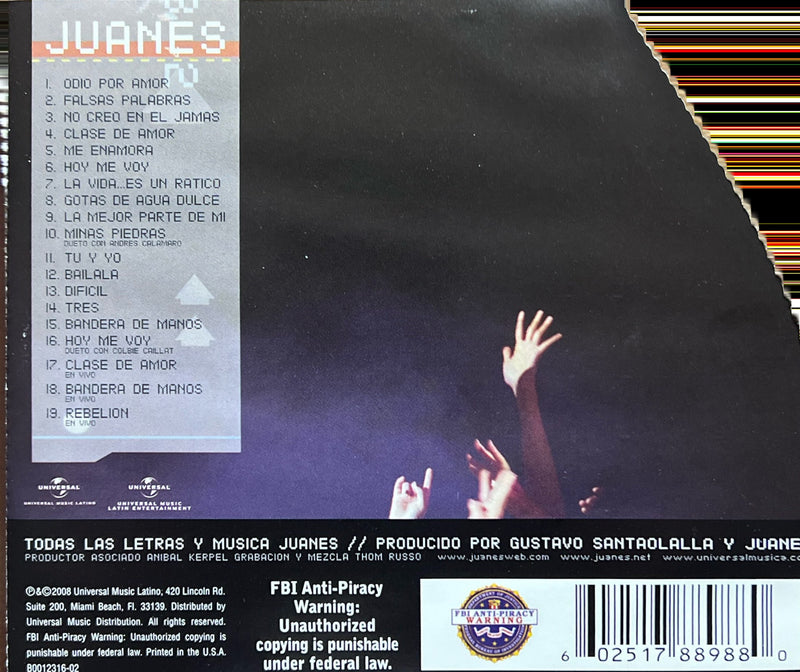 JUANES
1. ODIO POR AMOR
2. FALSAS PALABRAS
3. NO CREO EN EL JAMAS
4. CLASE DE AMOR
5. ME ENAMORA
6. HOY ME VOY
7. LA VIDA...ES UN RATICO
8. GOTAS DE AGUA DULCE
9. LA MEJOR PARTE DE MI
10. MINAS PIEDRAS
DUETO CON ANDRES CALAMARO
11. TU Y YO
12. BAILALA
13. DIFICIL
14. TRES
15. BANDERA DE MANOS
16. HOY ME VOY
DUETO CON COLBIE CAILLAT
17. CLASE DE AMOR
EN VIVO
18. BANDERA DE MANOS
EN VIVO
19. REBELION
EN VIVO
UNIVERSAL
UNIVERSAL MUSIC LATINO
UNIVERSAL
UNIVERSAL MUSIC
LATIN ENTERTAINMENT
TODAS LAS LETRAS Y MUSICA JUANES // PRODUCIDO POR GUSTAVO SANTAOLALLA Y JUANE
PRODUCTOR ASOCIADO ANIBAL KERPEL GRABACION Y MEZCLA THOM RUSSO www.juanesweb.com www.juanes.net www.universalmusica.co
℗&©2008 Universal Music Latino, 420 Lincoln Rd.
Suite 200, Miami Beach, Fl. 33139. Distributed by
Universal Music Distribution. All rights reserved.
FBI Anti-Piracy Warning: Unauthorized copying is
punishable under federal law. Printed in the U.S.A.
B0012316-02
FBI Anti-Piracy
Warning:
Unauthorized
copying is punishable
under federal law.
FBI ANTI-PIRACY
WARNING
6 02517 88988 0